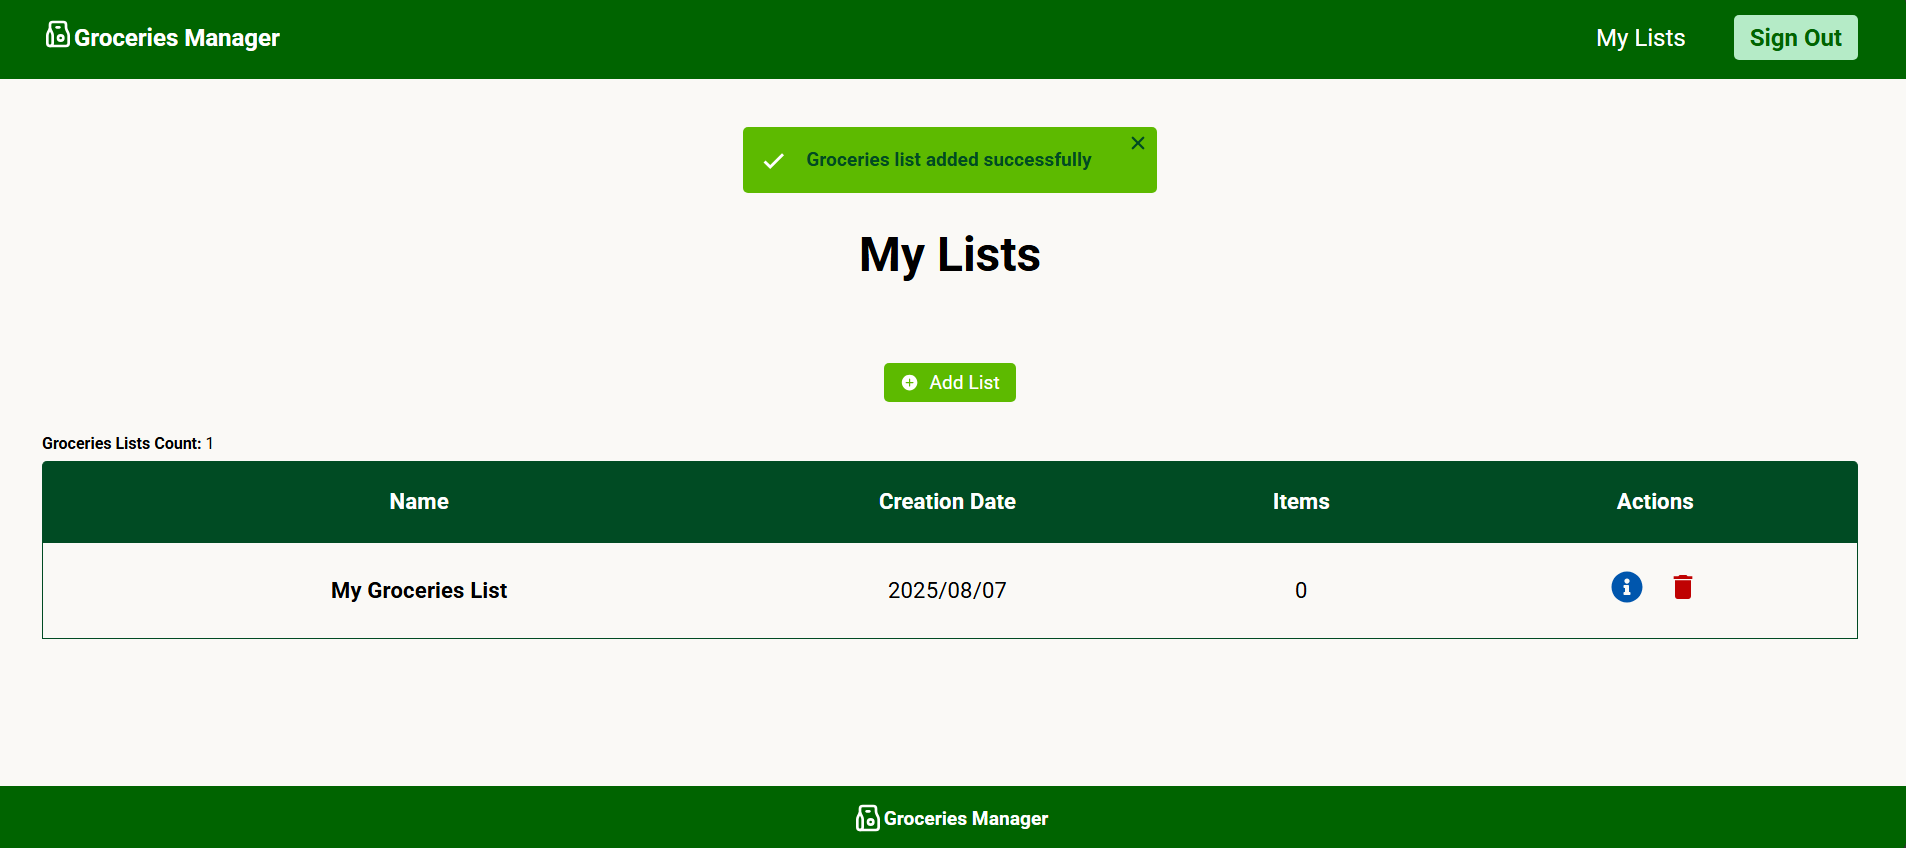 Groceries Manager
My Lists
Sign Out
Groceries list added successfully
My Lists
Add List
Groceries Lists Count: 1
Name Creation Date Items Actions
My Groceries List 2025/08/07 0
Groceries Manager